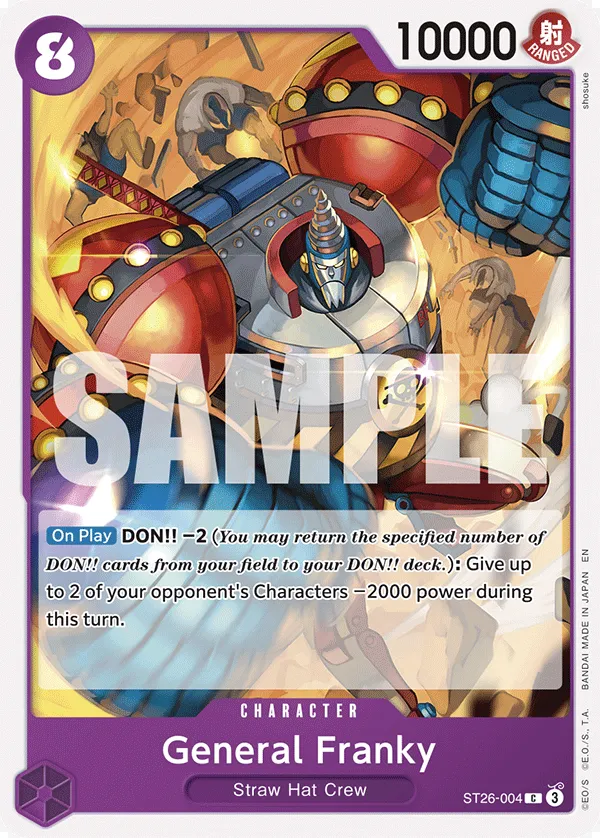 8
10000
射
RANGED
shosuke
SAMPLE
On Play DON!! −2 (You may return the specified number of
DON!! cards from your field to your DON!! deck.): Give up
to 2 of your opponent's Characters −2000 power during
this turn.
BANDAI MADE IN JAPAN EN
©E.O./S., T.A.
©EO/S
CHARACTER
General Franky
Straw Hat Crew
ST26-004 C 3